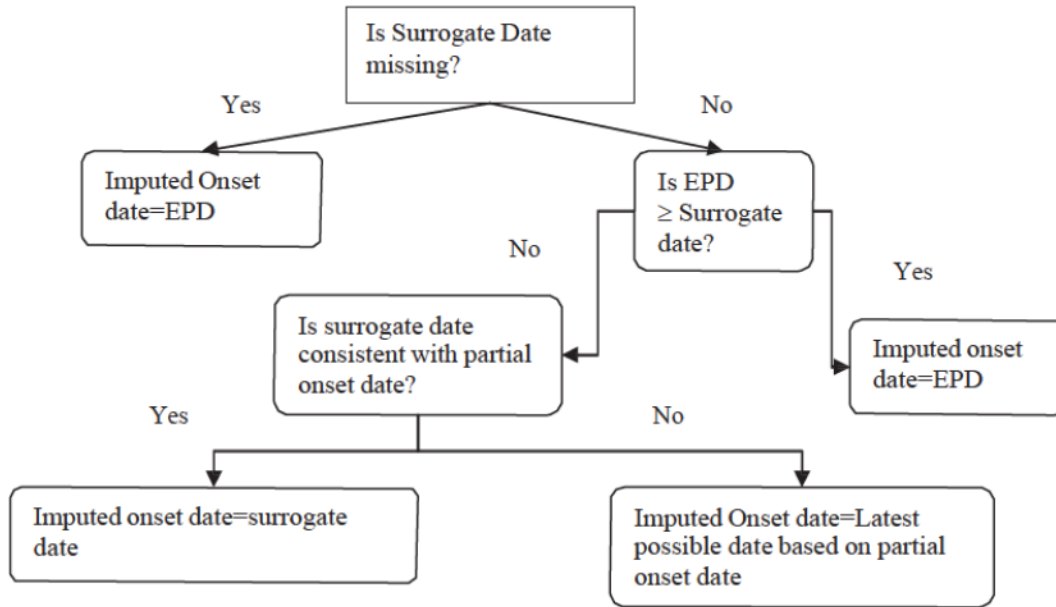 Is Surrogate Date
missing?
Yes
No
Imputed Onset
date=EPD
Is EPD
≥ Surrogate
date?
No
Yes
Is surrogate date
consistent with partial
onset date?
Imputed onset
date=EPD
Yes
No
Imputed onset date=surrogate
date
Imputed Onset date=Latest
possible date based on partial
onset date